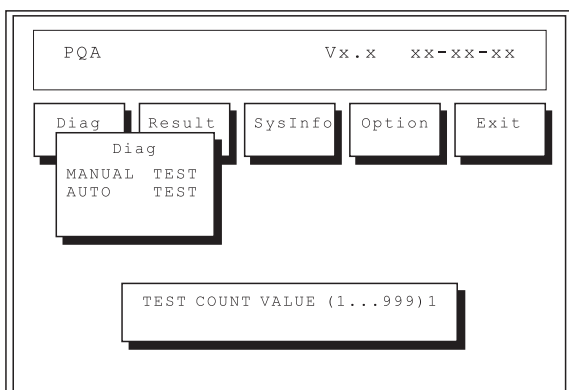 PQA Vx.x xx-xx-xx
Diag Result SysInfo Option Exit
Diag
MANUAL TEST
AUTO TEST
TEST COUNT VALUE (1...999)1